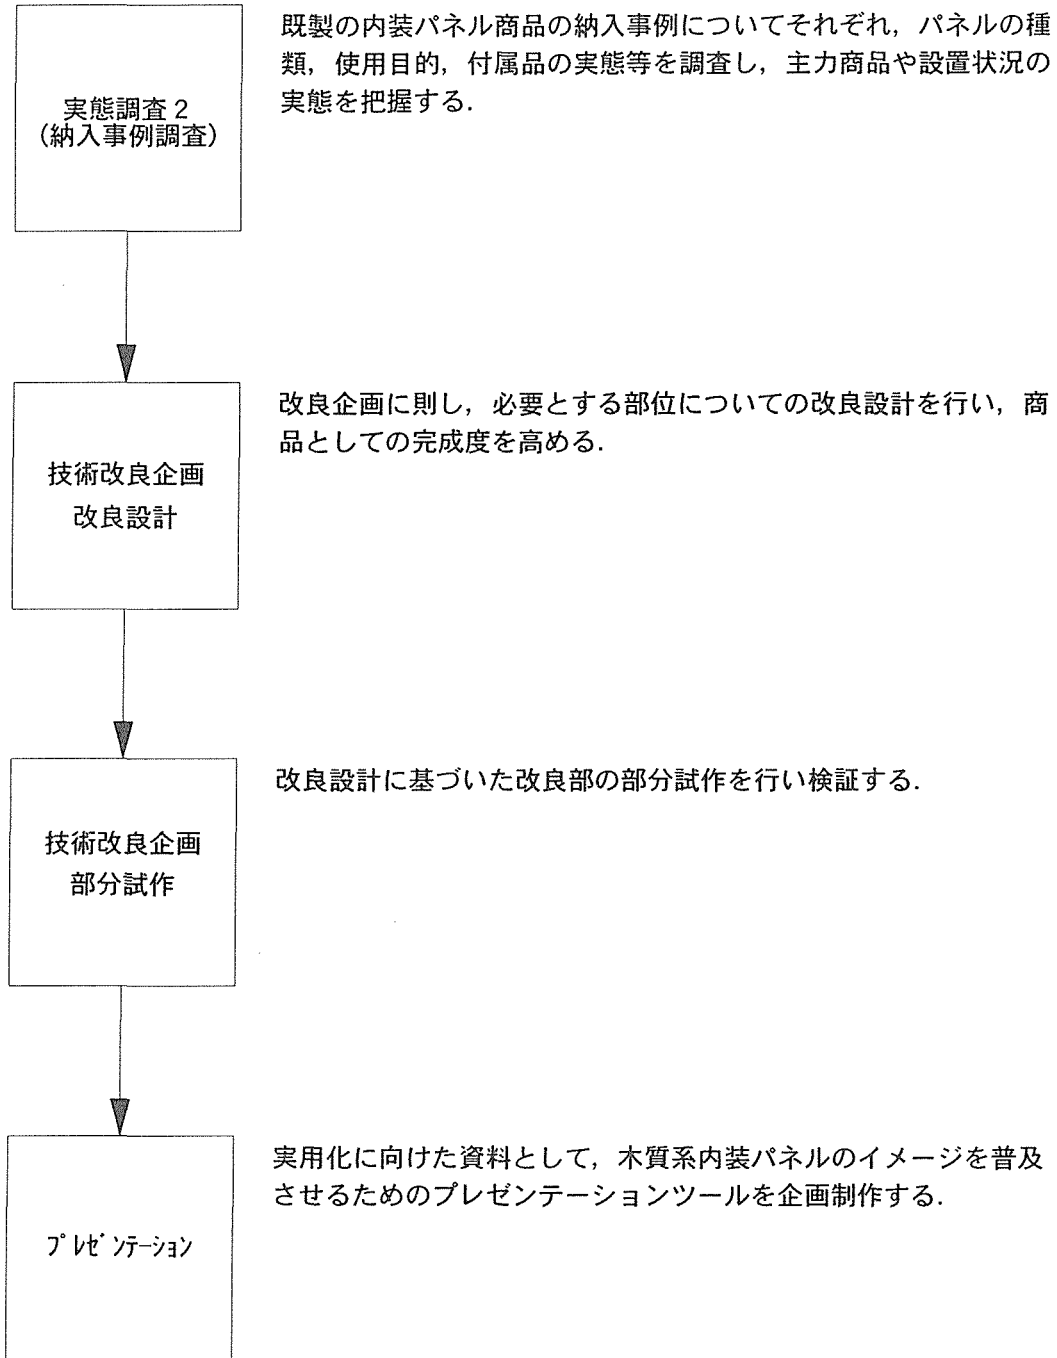 既製の内装パネル商品の納入事例についてそれぞれ，パネルの種
類，使用目的，付属品の実態等を調査し，主力商品や設置状況の
実態を把握する．
実態調査２
（納入事例調査）
改良企画に則し，必要とする部位についての改良設計を行い，商
品としての完成度を高める．
技術改良企画
改良設計
改良設計に基づいた改良部の部分試作を行い検証する．
技術改良企画
部分試作
実用化に向けた資料として，木質系内装パネルのイメージを普及
させるためのプレゼンテーションツールを企画制作する．
ﾌﾟﾚｾﾞﾝﾃｰｼｮﾝ